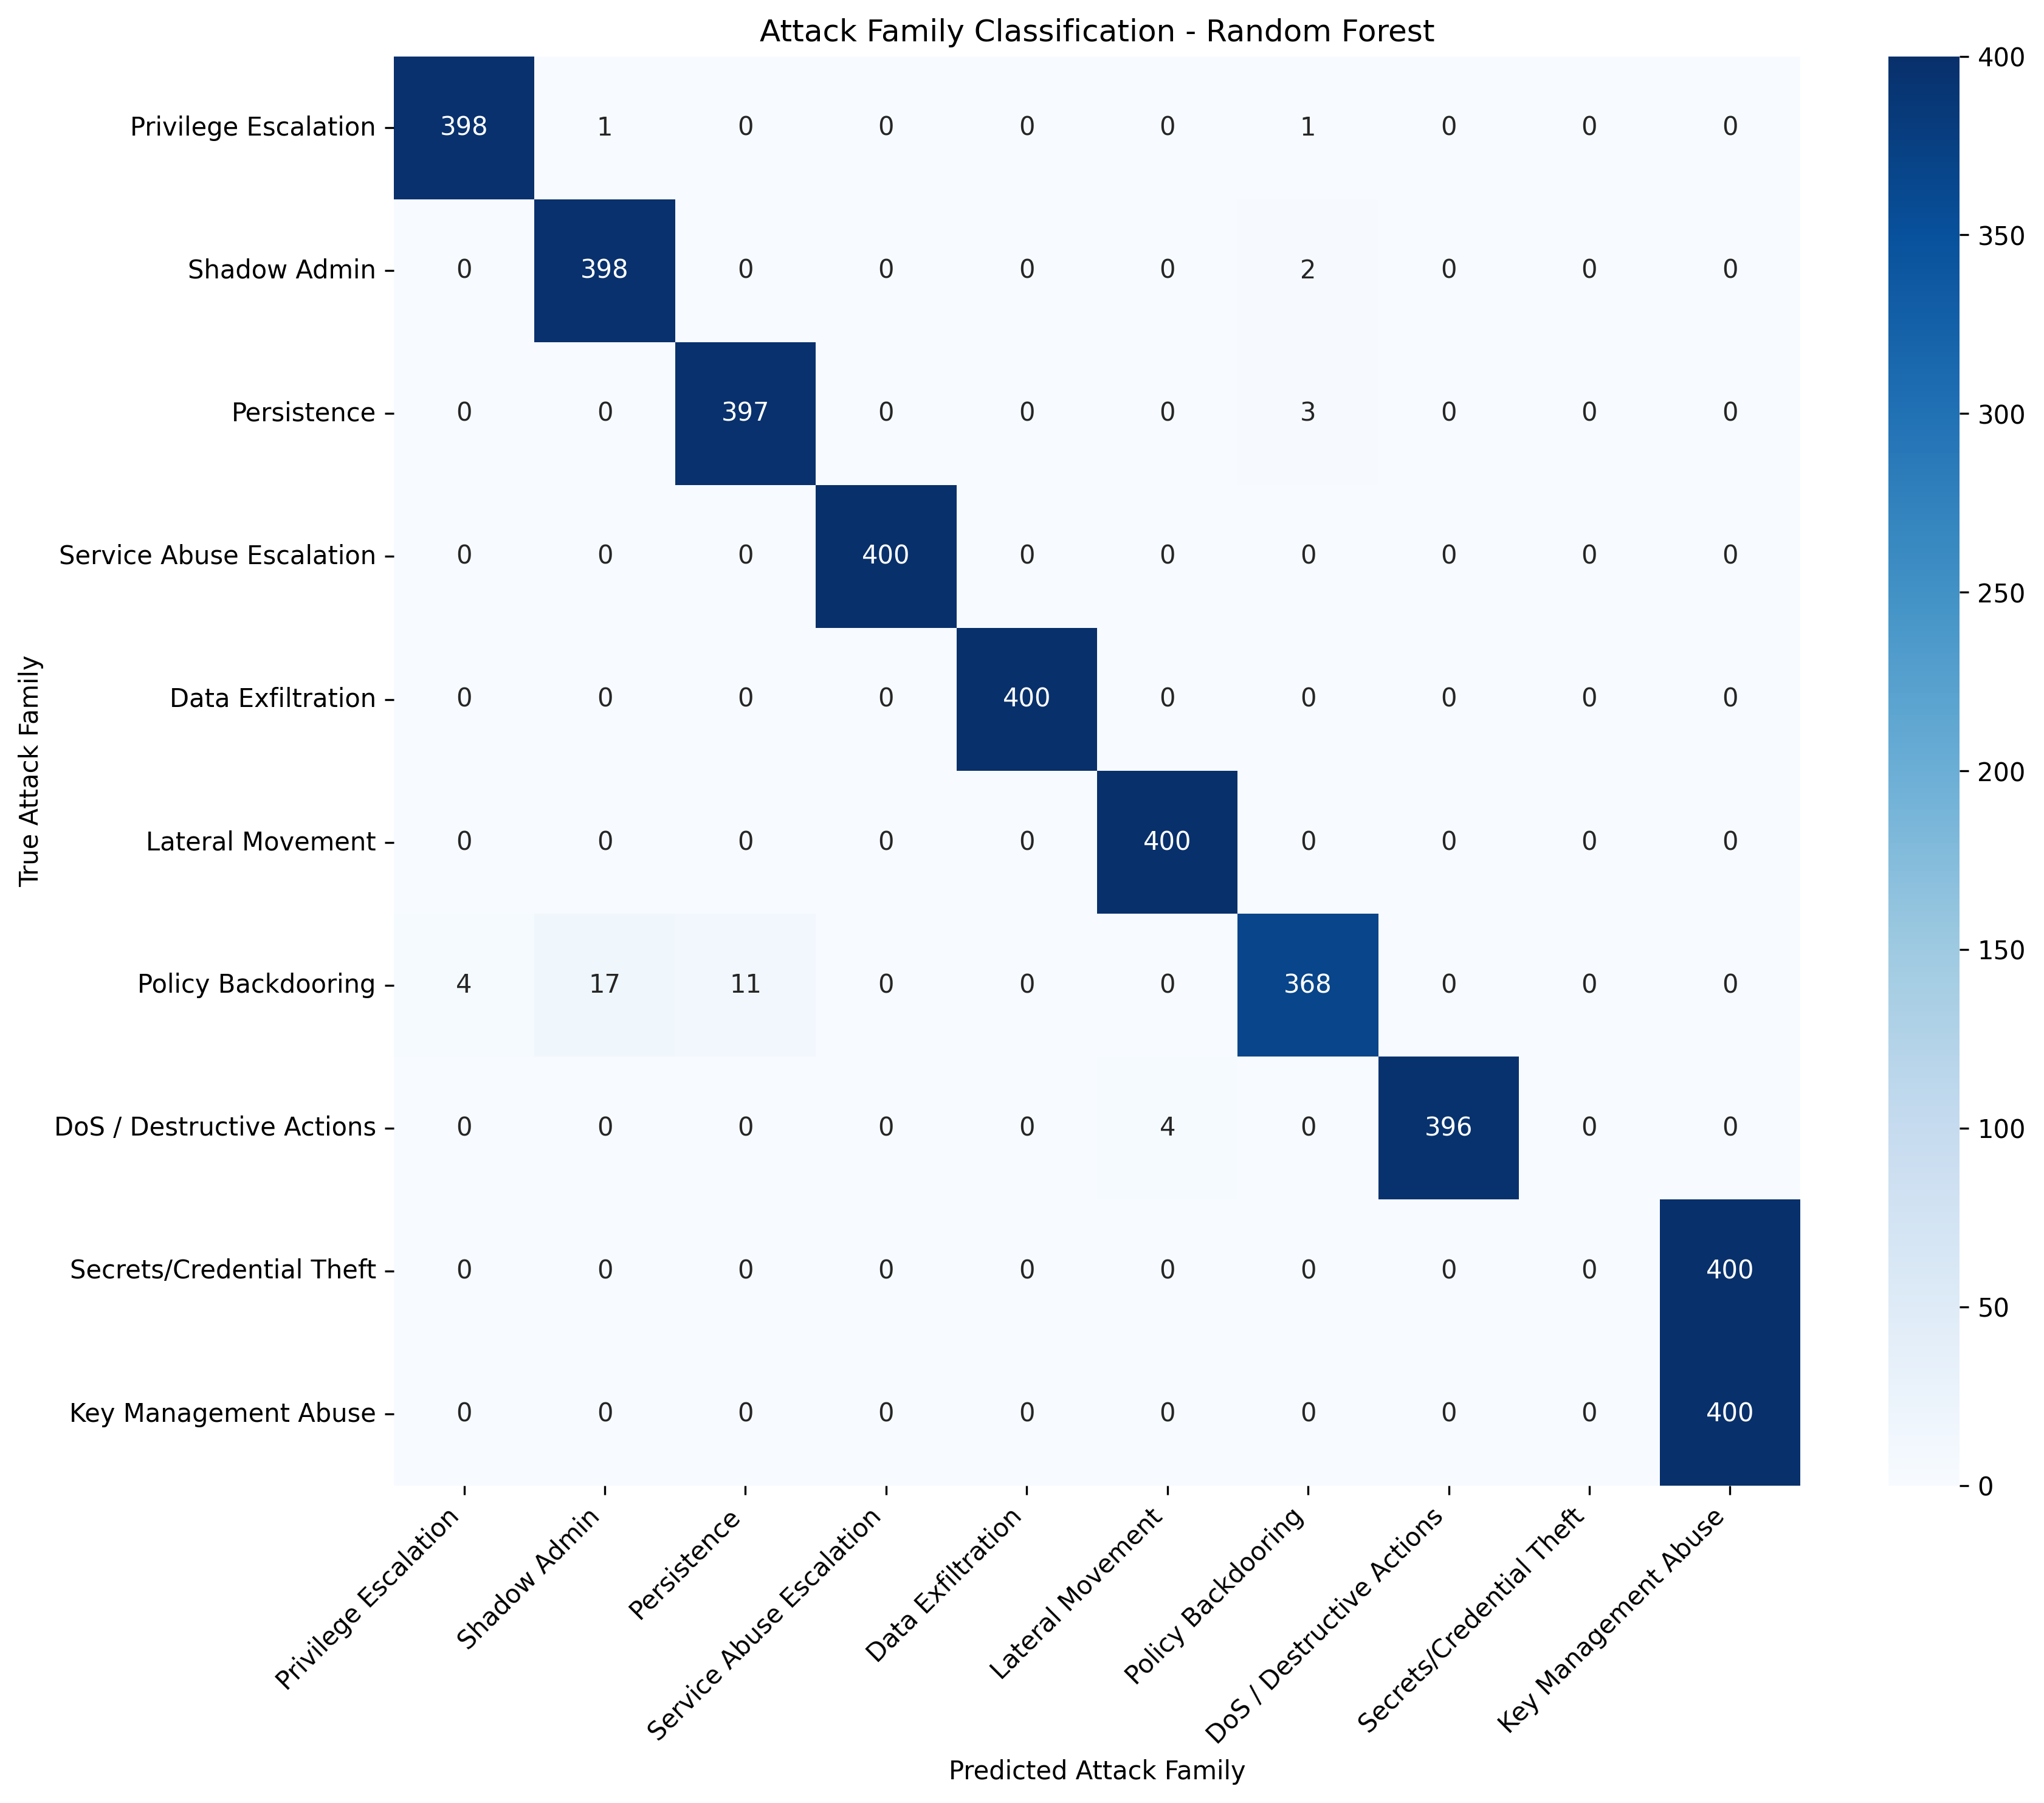 Attack Family Classification - Random Forest
True Attack Family
Privilege Escalation 398 1 0 0 0 0 1 0 0 0
Shadow Admin 0 398 0 0 0 0 2 0 0 0
Persistence 0 0 397 0 0 0 3 0 0 0
Service Abuse Escalation 0 0 0 400 0 0 0 0 0 0
Data Exfiltration 0 0 0 0 400 0 0 0 0 0
Lateral Movement 0 0 0 0 0 400 0 0 0 0
Policy Backdooring 4 17 11 0 0 0 368 0 0 0
DoS / Destructive Actions 0 0 0 0 0 4 0 396 0 0
Secrets/Credential Theft 0 0 0 0 0 0 0 0 0 400
Key Management Abuse 0 0 0 0 0 0 0 0 0 400
Privilege Escalation
Shadow Admin
Persistence
Service Abuse Escalation
Data Exfiltration
Lateral Movement
Policy Backdooring
DoS / Destructive Actions
Secrets/Credential Theft
Key Management Abuse
Predicted Attack Family
400
350
300
250
200
150
100
50
0